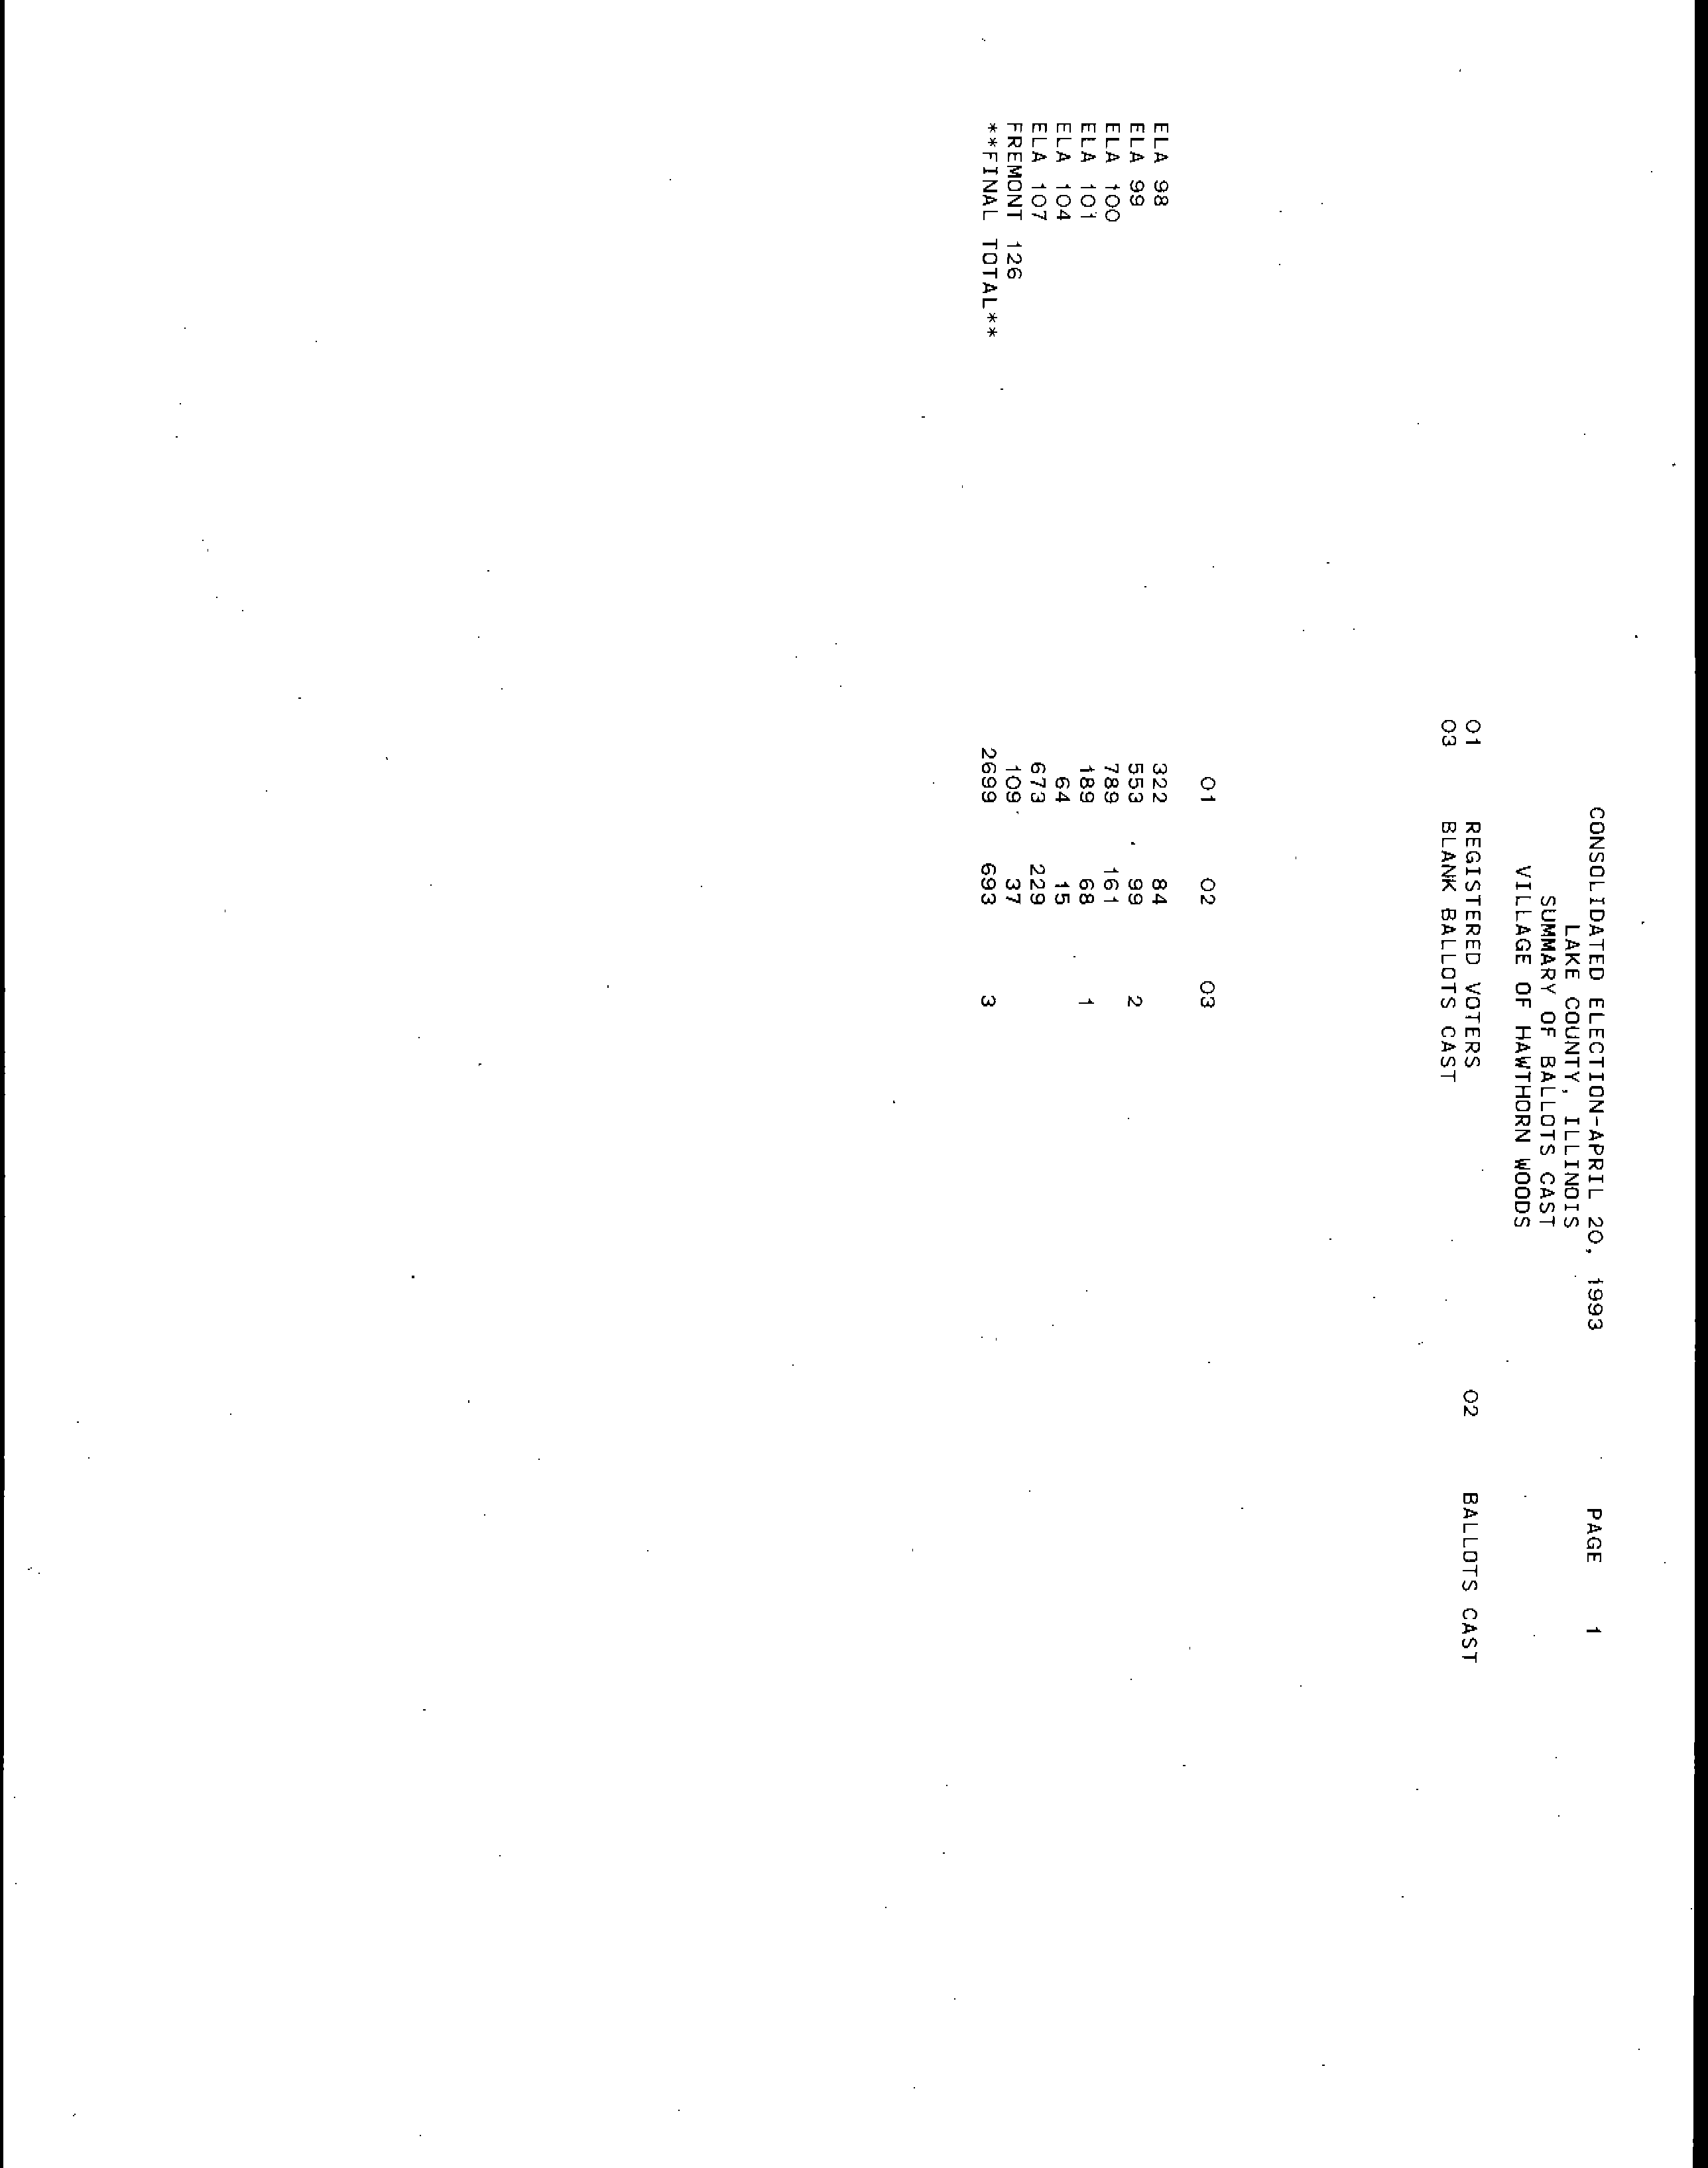 CONSOLIDATED ELECTION-APRIL 20, 1993 PAGE 1
LAKE COUNTY, ILLINOIS
SUMMARY OF BALLOTS CAST
VILLAGE OF HAWTHORN WOODS
01 REGISTERED VOTERS 02 BALLOTS CAST
03 BLANK BALLOTS CAST
01 02 03
ELA 98 322 84
ELA 99 553 99 2
ELA 100 789 161
ELA 101 189 68 1
ELA 104 64 15
ELA 107 673 229
FREMONT 126 109 37
**FINAL TOTAL** 2699 693 3